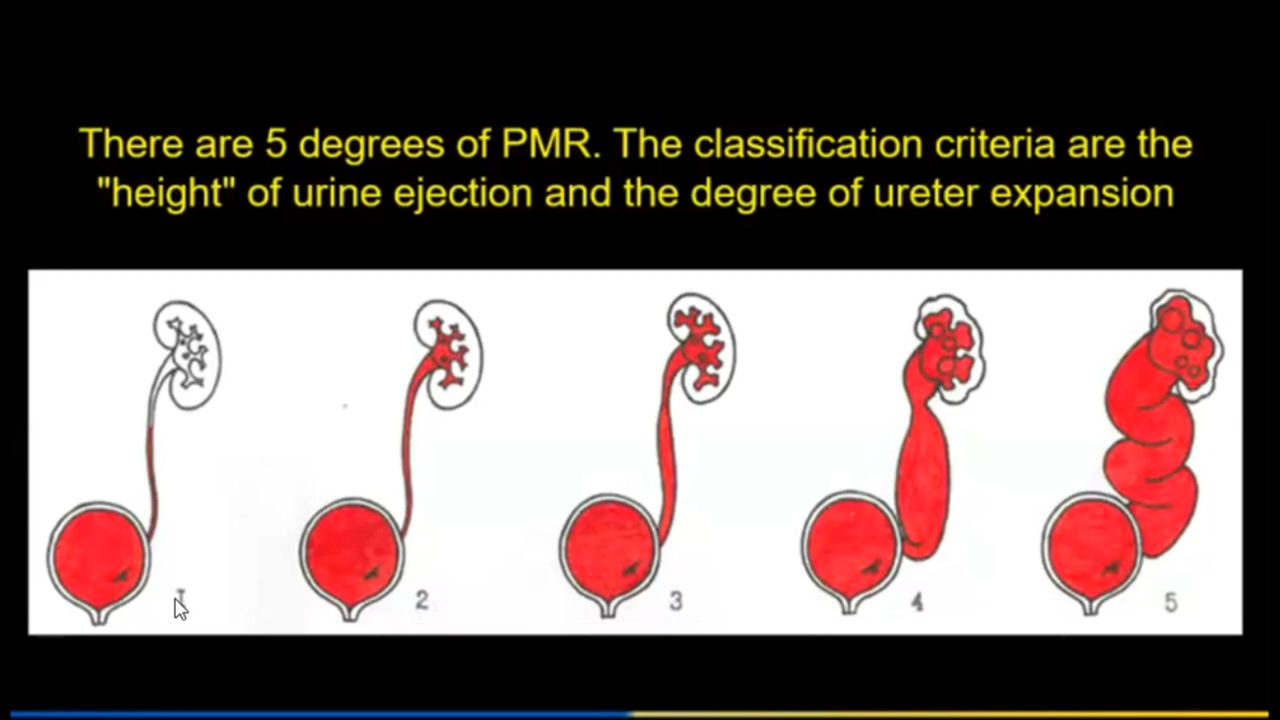 There are 5 degrees of PMR. The classification criteria are the
"height" of urine ejection and the degree of ureter expansion
1 2 3 4 5